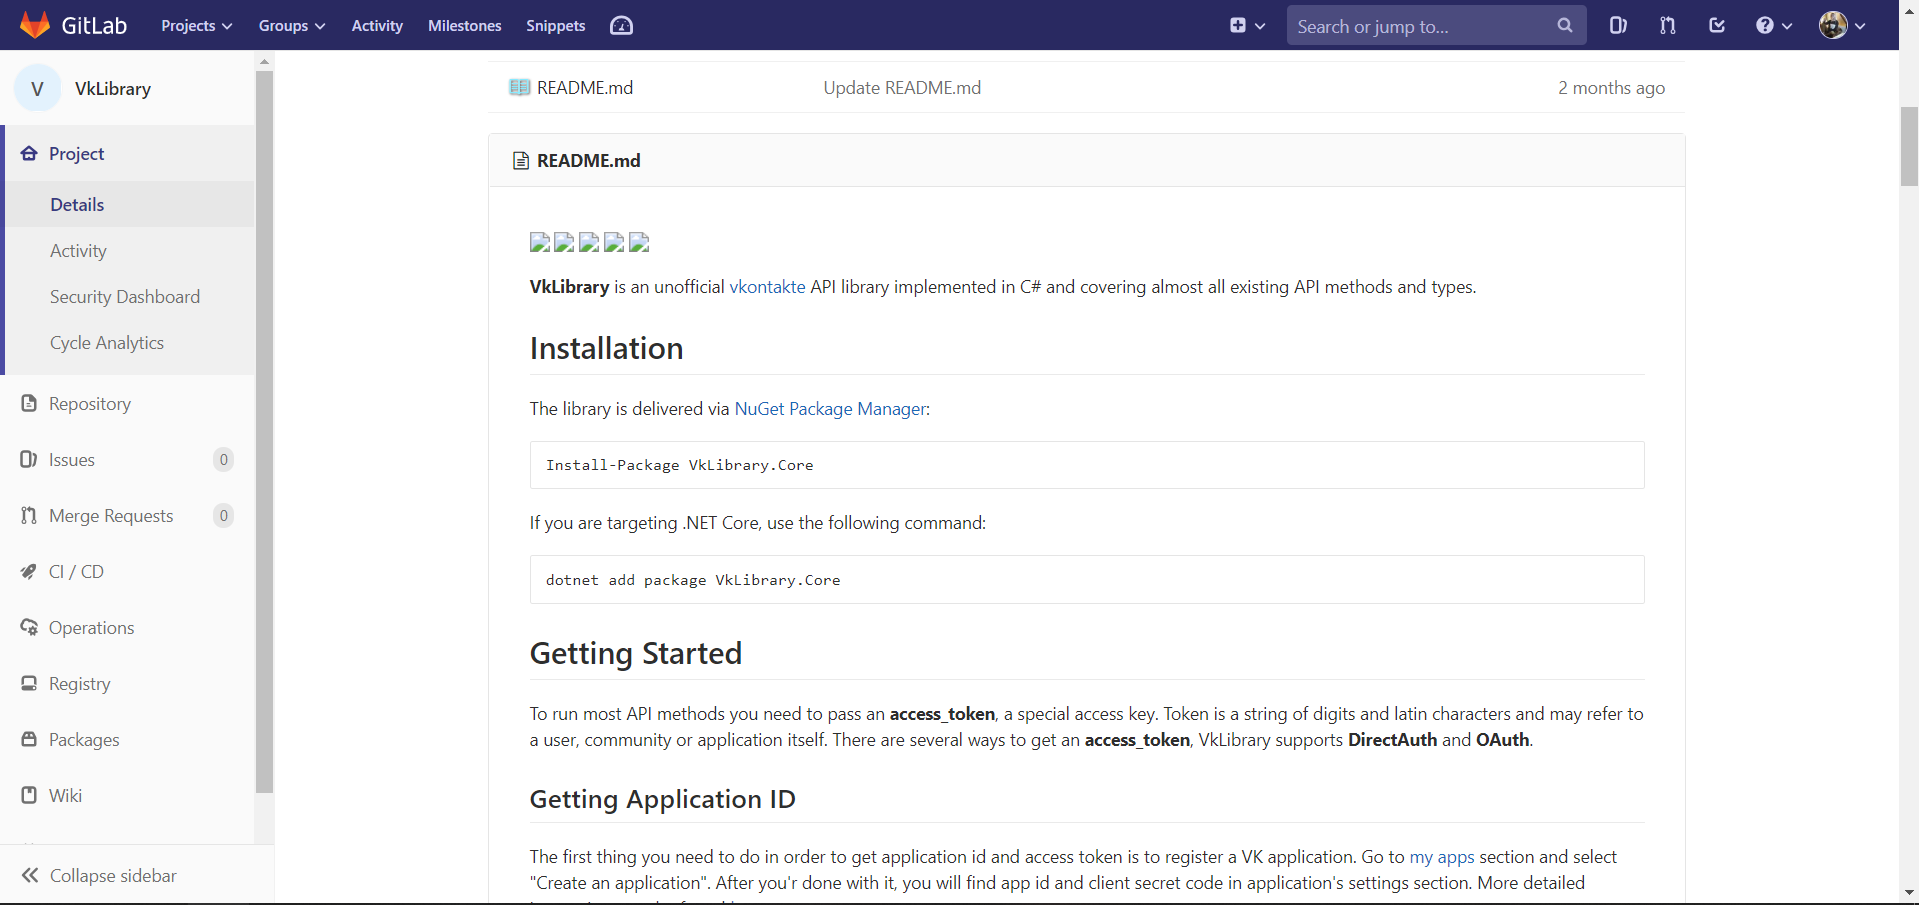 GitLab
Projects
Groups
Activity
Milestones
Snippets
Search or jump to...
V
VkLibrary
Project
Details
Activity
Security Dashboard
Cycle Analytics
Repository
Issues 0
Merge Requests 0
CI / CD
Operations
Registry
Packages
Wiki
Collapse sidebar
README.md Update README.md 2 months ago
README.md
VkLibrary is an unofficial vkontakte API library implemented in C# and covering almost all existing API methods and types.
Installation
The library is delivered via NuGet Package Manager:
Install-Package VkLibrary.Core
If you are targeting .NET Core, use the following command:
dotnet add package VkLibrary.Core
Getting Started
To run most API methods you need to pass an access_token, a special access key. Token is a string of digits and latin characters and may refer to
a user, community or application itself. There are several ways to get an access_token, VkLibrary supports DirectAuth and OAuth.
Getting Application ID
The first thing you need to do in order to get application id and access token is to register a VK application. Go to my apps section and select
"Create an application". After you'r done with it, you will find app id and client secret code in application's settings section. More detailed